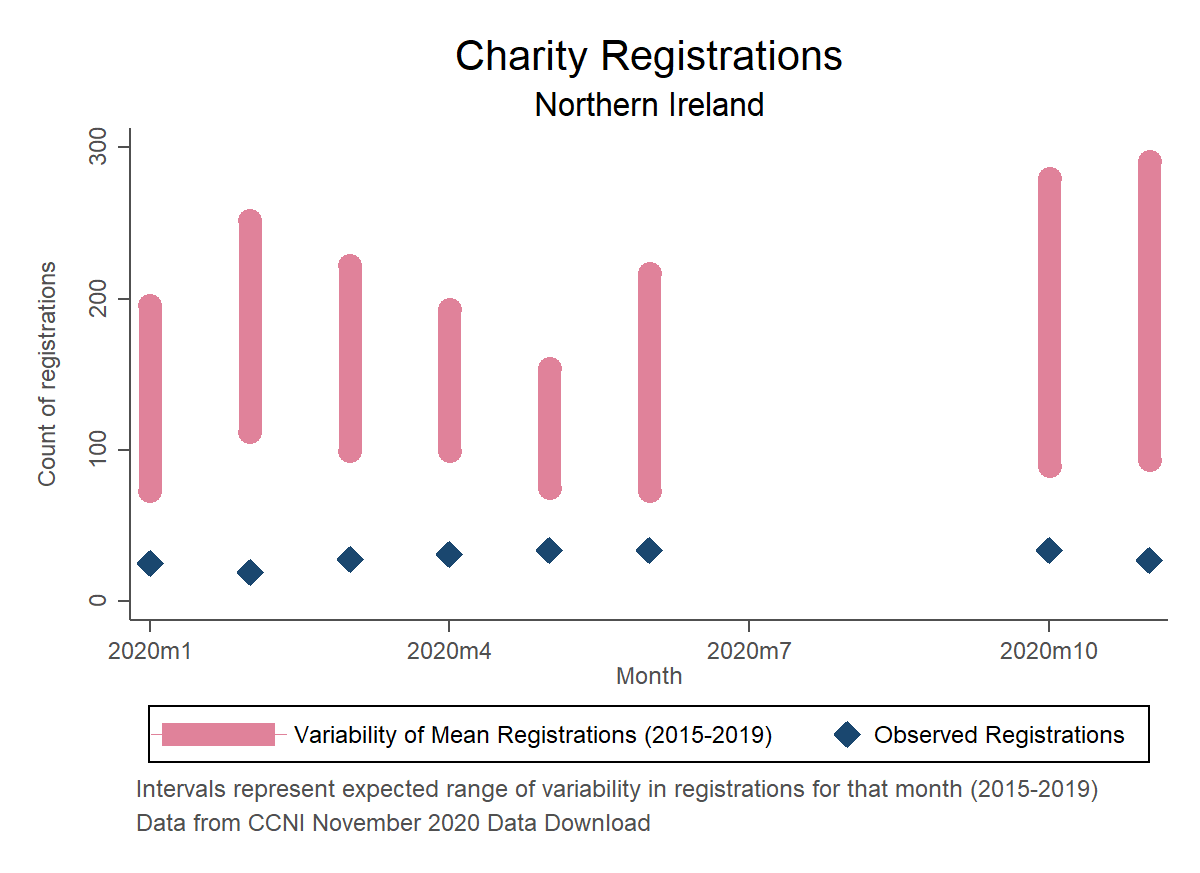 Charity Registrations
Northern Ireland
300
200
100
0
Count of registrations
2020m1 2020m4 2020m7 2020m10
Month
Variability of Mean Registrations (2015-2019) Observed Registrations
Intervals represent expected range of variability in registrations for that month (2015-2019)
Data from CCNI November 2020 Data Download